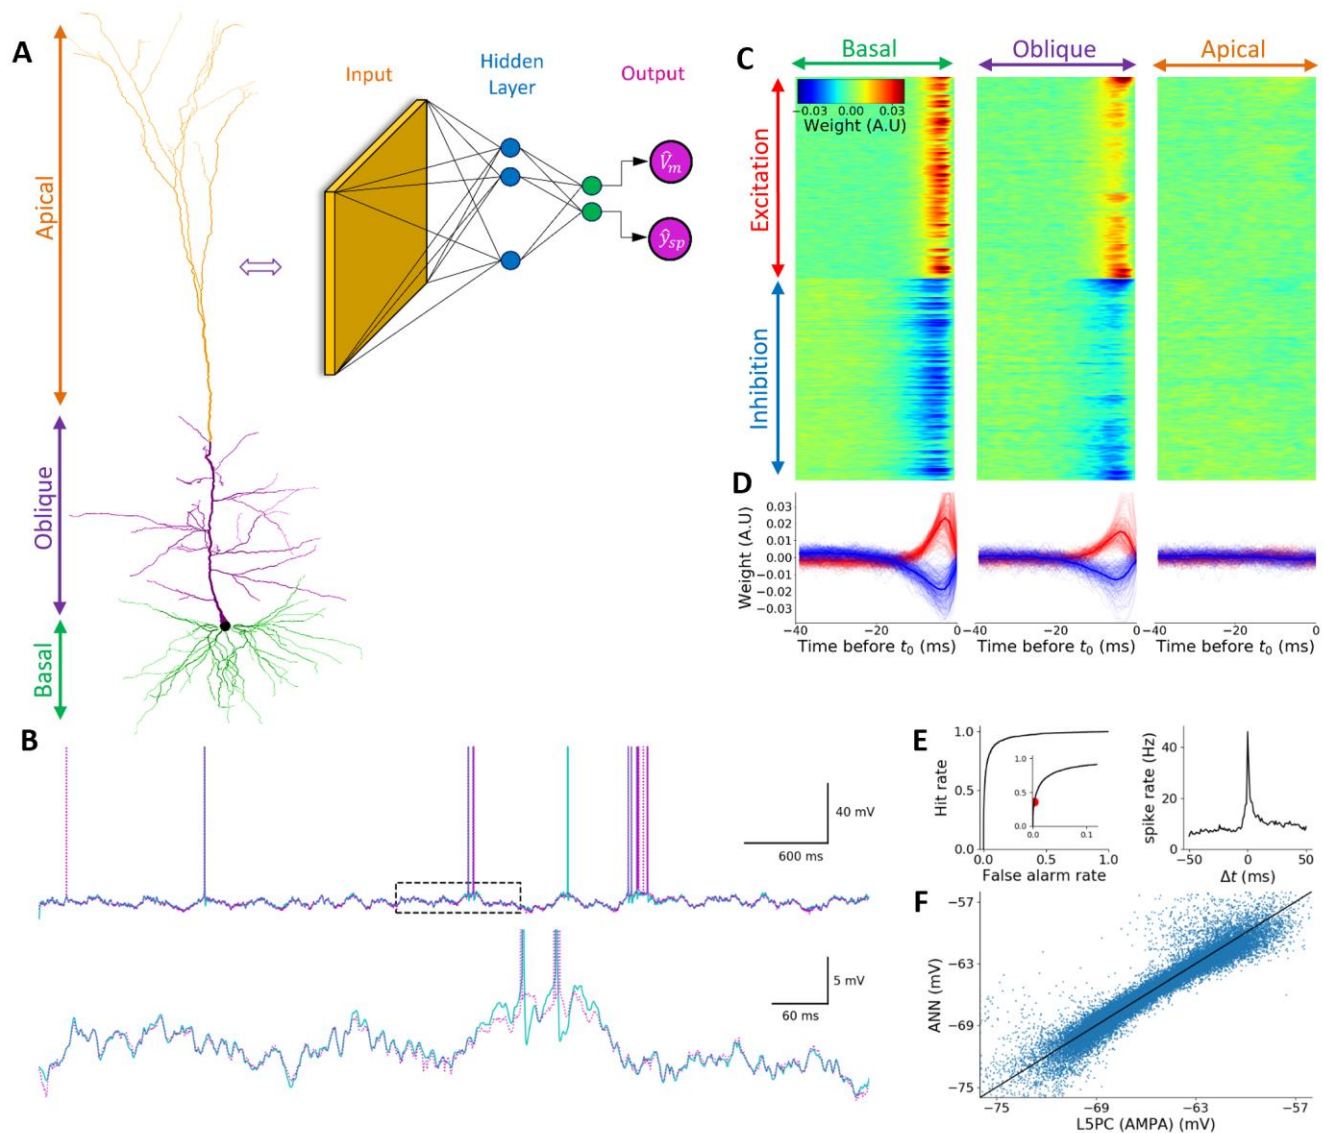 A
Input
Hidden
Layer
Output
V̂m
ŷsp
Apical
Oblique
Basal
B
40 mV
600 ms
5 mV
60 ms
C
Basal
Oblique
Apical
−0.03 0.00 0.03
Weight (A.U)
Excitation
Inhibition
D
Weight (A.U)
0.03
0.02
0.01
0.00
−0.01
−0.02
−0.03
−40 −20 0
Time before t0 (ms)
−40 −20 0
Time before t0 (ms)
−40 −20 0
Time before t0 (ms)
E
Hit rate
1.0
0.5
0.0
0.0 0.5 1.0
False alarm rate
1.0
0.5
0.0
0.0 0.1
spike rate (Hz)
40
20
0
−50 0 50
Δt (ms)
F
ANN (mV)
−57
−63
−69
−75
−75 −69 −63 −57
L5PC (AMPA) (mV)